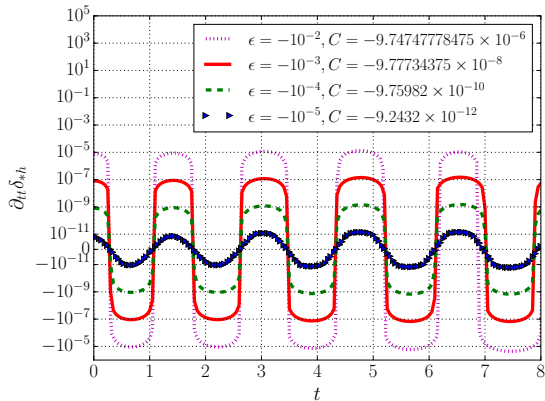 10^5
10^3
10^1
10^{-1}
10^{-3}
10^{-5}
10^{-7}
10^{-9}
10^{-11}
0
−10^{-11}
−10^{-9}
−10^{-7}
−10^{-5}
∂_{tt}δ_{*h}
ϵ = −10^{-2}, C = −9.74747778475 × 10^{-6}
ϵ = −10^{-3}, C = −9.77734375 × 10^{-8}
ϵ = −10^{-4}, C = −9.75982 × 10^{-10}
ϵ = −10^{-5}, C = −9.2432 × 10^{-12}
0 1 2 3 4 5 6 7 8
t